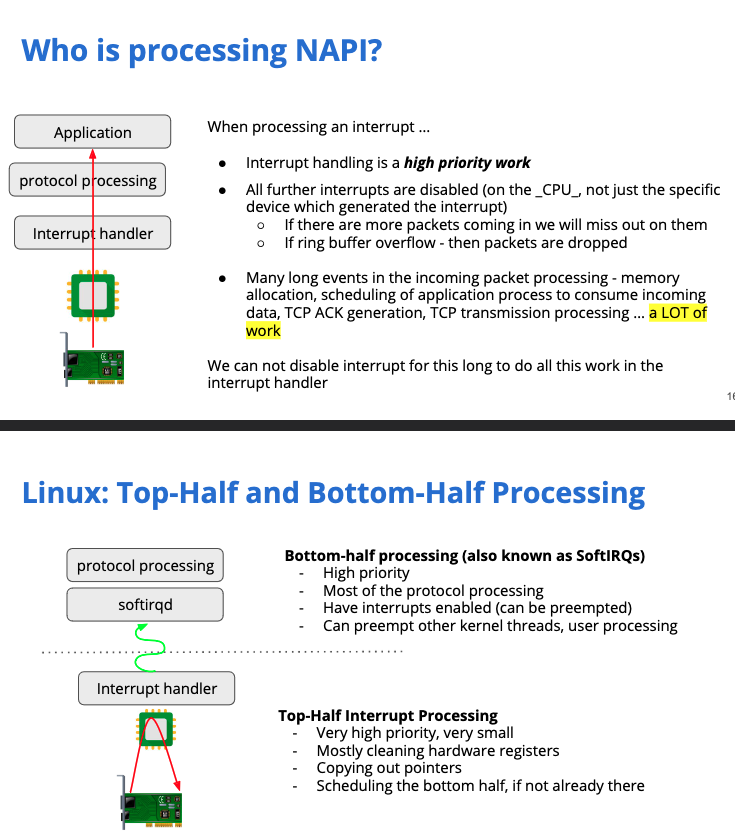 Who is processing NAPI?
Application
protocol processing
Interrupt handler
When processing an interrupt ...
● Interrupt handling is a high priority work
● All further interrupts are disabled (on the _CPU_, not just the specific
device which generated the interrupt)
○ If there are more packets coming in we will miss out on them
○ If ring buffer overflow - then packets are dropped
● Many long events in the incoming packet processing - memory
allocation, scheduling of application process to consume incoming
data, TCP ACK generation, TCP transmission processing ... a LOT of
work
We can not disable interrupt for this long to do all this work in the
interrupt handler
16
Linux: Top-Half and Bottom-Half Processing
protocol processing
softirqd
Interrupt handler
Bottom-half processing (also known as SoftIRQs)
- High priority
- Most of the protocol processing
- Have interrupts enabled (can be preempted)
- Can preempt other kernel threads, user processing
Top-Half Interrupt Processing
- Very high priority, very small
- Mostly cleaning hardware registers
- Copying out pointers
- Scheduling the bottom half, if not already there